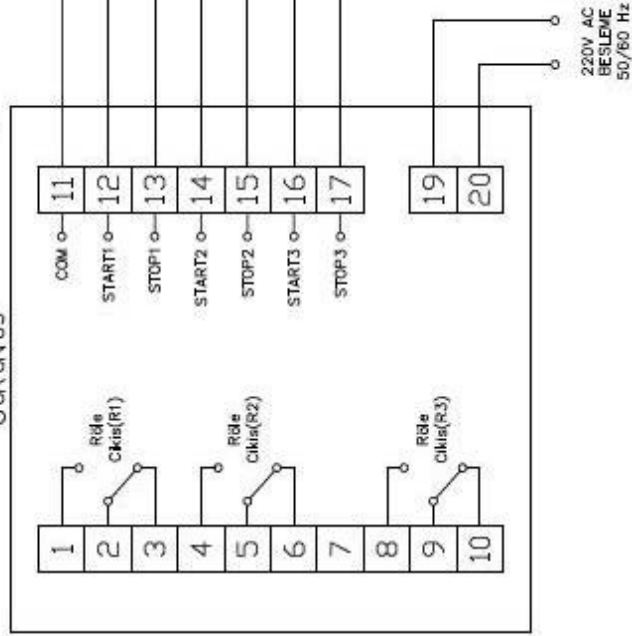 COM
START1
STOP1
START2
STOP2
START3
STOP3
11
12
13
14
15
16
17
19
20
220V AC
BESLEME
50/60 Hz
Röle
Cikis(R1)
Röle
Cikis(R2)
Röle
Cikis(R3)
1
2
3
4
5
6
7
8
9
10